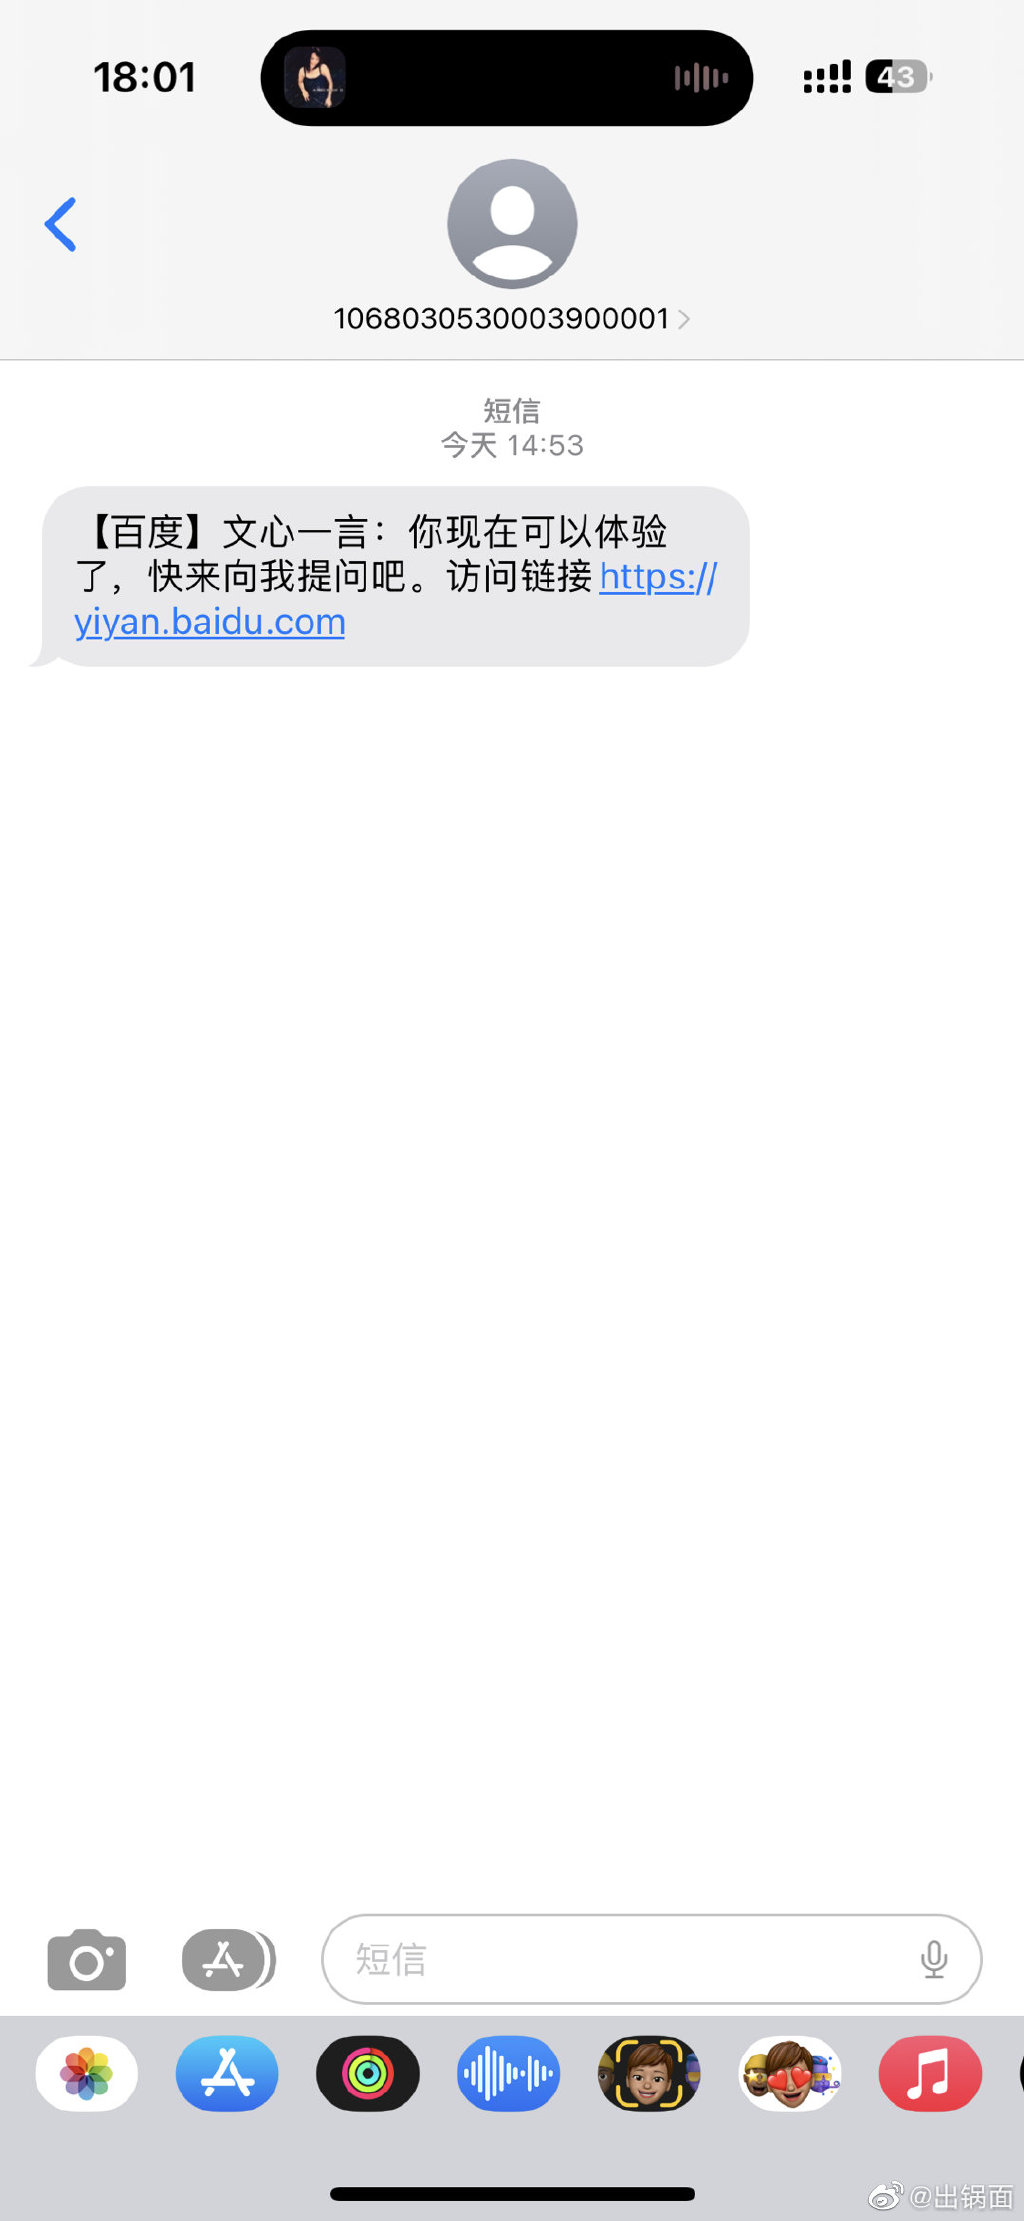 18:01
43
1068030530003900001
短信
今天 14:53
【百度】文心一言：你现在可以体验
了，快来向我提问吧。访问链接 https://
yiyan.baidu.com
短信
@出锅面